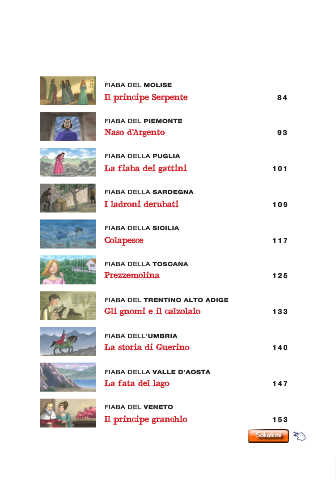 FIABA DEL MOLISE
Il principe Serpente 84
FIABA DEL PIEMONTE
Naso d'Argento 93
FIABA DELLA PUGLIA
La fiaba dei gattini 101
FIABA DELLA SARDEGNA
I ladroni derubati 109
FIABA DELLA SICILIA
Colapesce 117
FIABA DELLA TOSCANA
Prezzemolina 125
FIABA DEL TRENTINO ALTO ADIGE
Gli gnomi e il calzolaio 133
FIABA DELL'UMBRIA
La storia di Guerino 140
FIABA DELLA VALLE D'AOSTA
La fata del lago 147
FIABA DEL VENETO
Il principe granchio 153